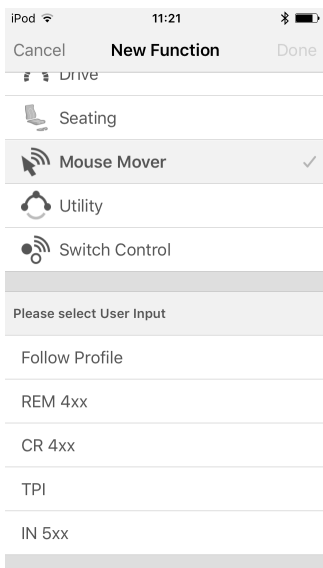 iPod 11:21
Cancel New Function Done
Drive
Seating
Mouse Mover
Utility
Switch Control
Please select User Input
Follow Profile
REM 4xx
CR 4xx
TPI
IN 5xx